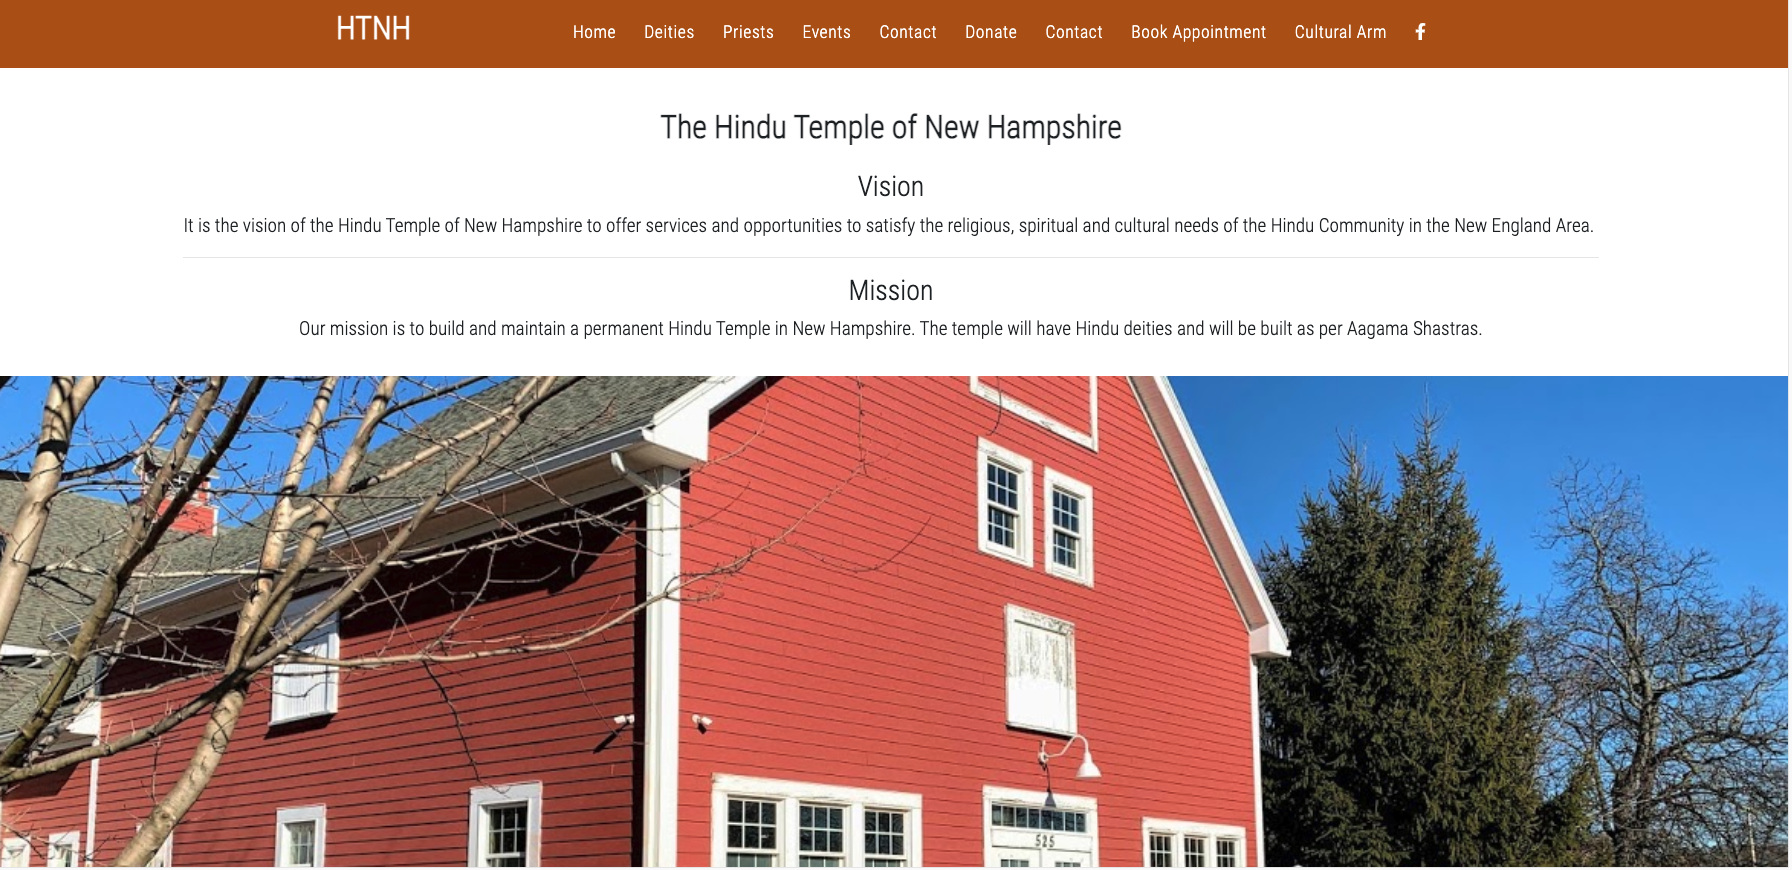 HTNH
Home Deities Priests Events Contact Donate Contact Book Appointment Cultural Arm
The Hindu Temple of New Hampshire
Vision
It is the vision of the Hindu Temple of New Hampshire to offer services and opportunities to satisfy the religious, spiritual and cultural needs of the Hindu Community in the New England Area.
Mission
Our mission is to build and maintain a permanent Hindu Temple in New Hampshire. The temple will have Hindu deities and will be built as per Aagama Shastras.
525